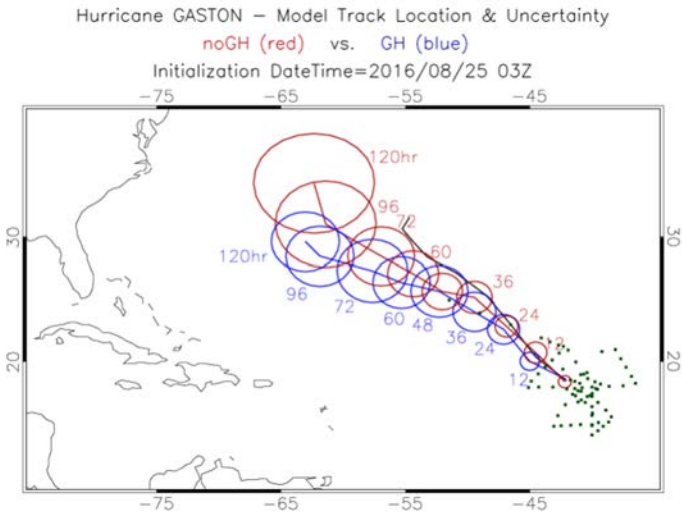 Hurricane GASTON – Model Track Location & Uncertainty
noGH (red) vs. GH (blue)
Initialization DateTime=2016/08/25 03Z
-75 -65 -55 -45
120hr
96
72
30 60 30
120hr
36
96
72 24
60
48
36
24 12
20 12 20
-75 -65 -55 -45